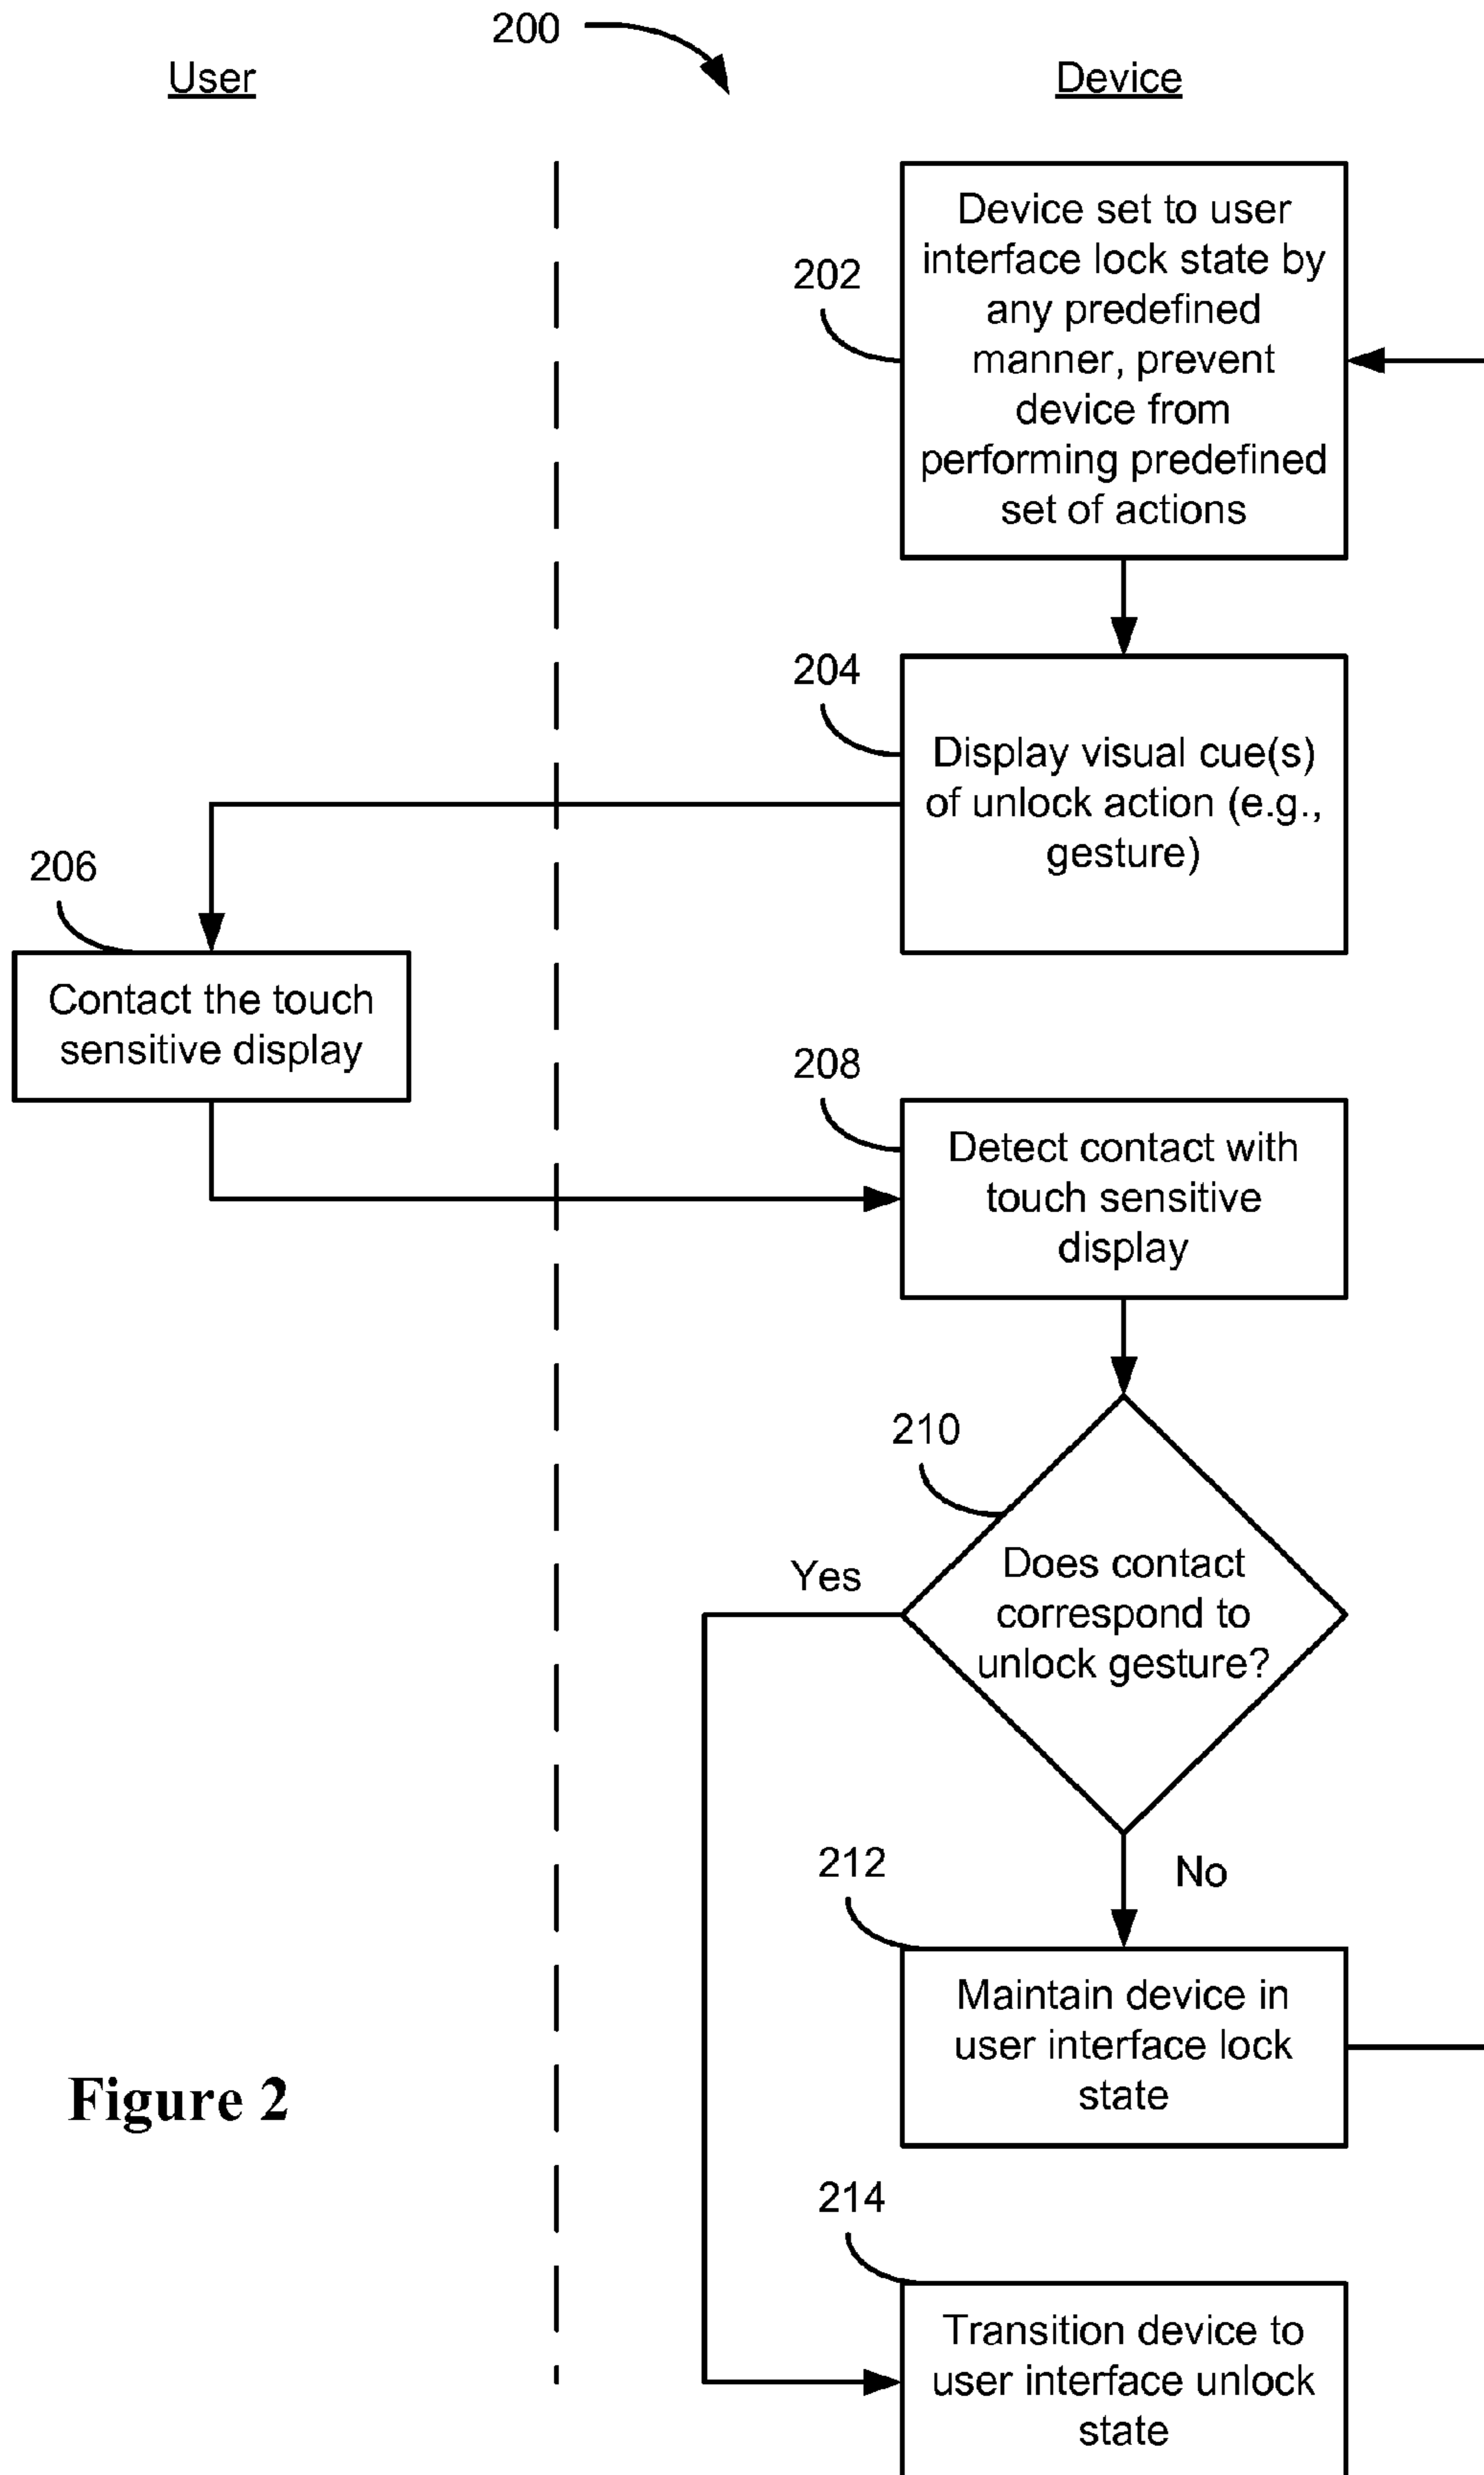 200
User
Device
202
Device set to user
interface lock state by
any predefined
manner, prevent
device from
performing predefined
set of actions
204
Display visual cue(s)
of unlock action (e.g.,
gesture)
206
Contact the touch
sensitive display
208
Detect contact with
touch sensitive
display
210
Does contact
correspond to
unlock gesture?
Yes
No
212
Maintain device in
user interface lock
state
Figure 2
214
Transition device to
user interface unlock
state